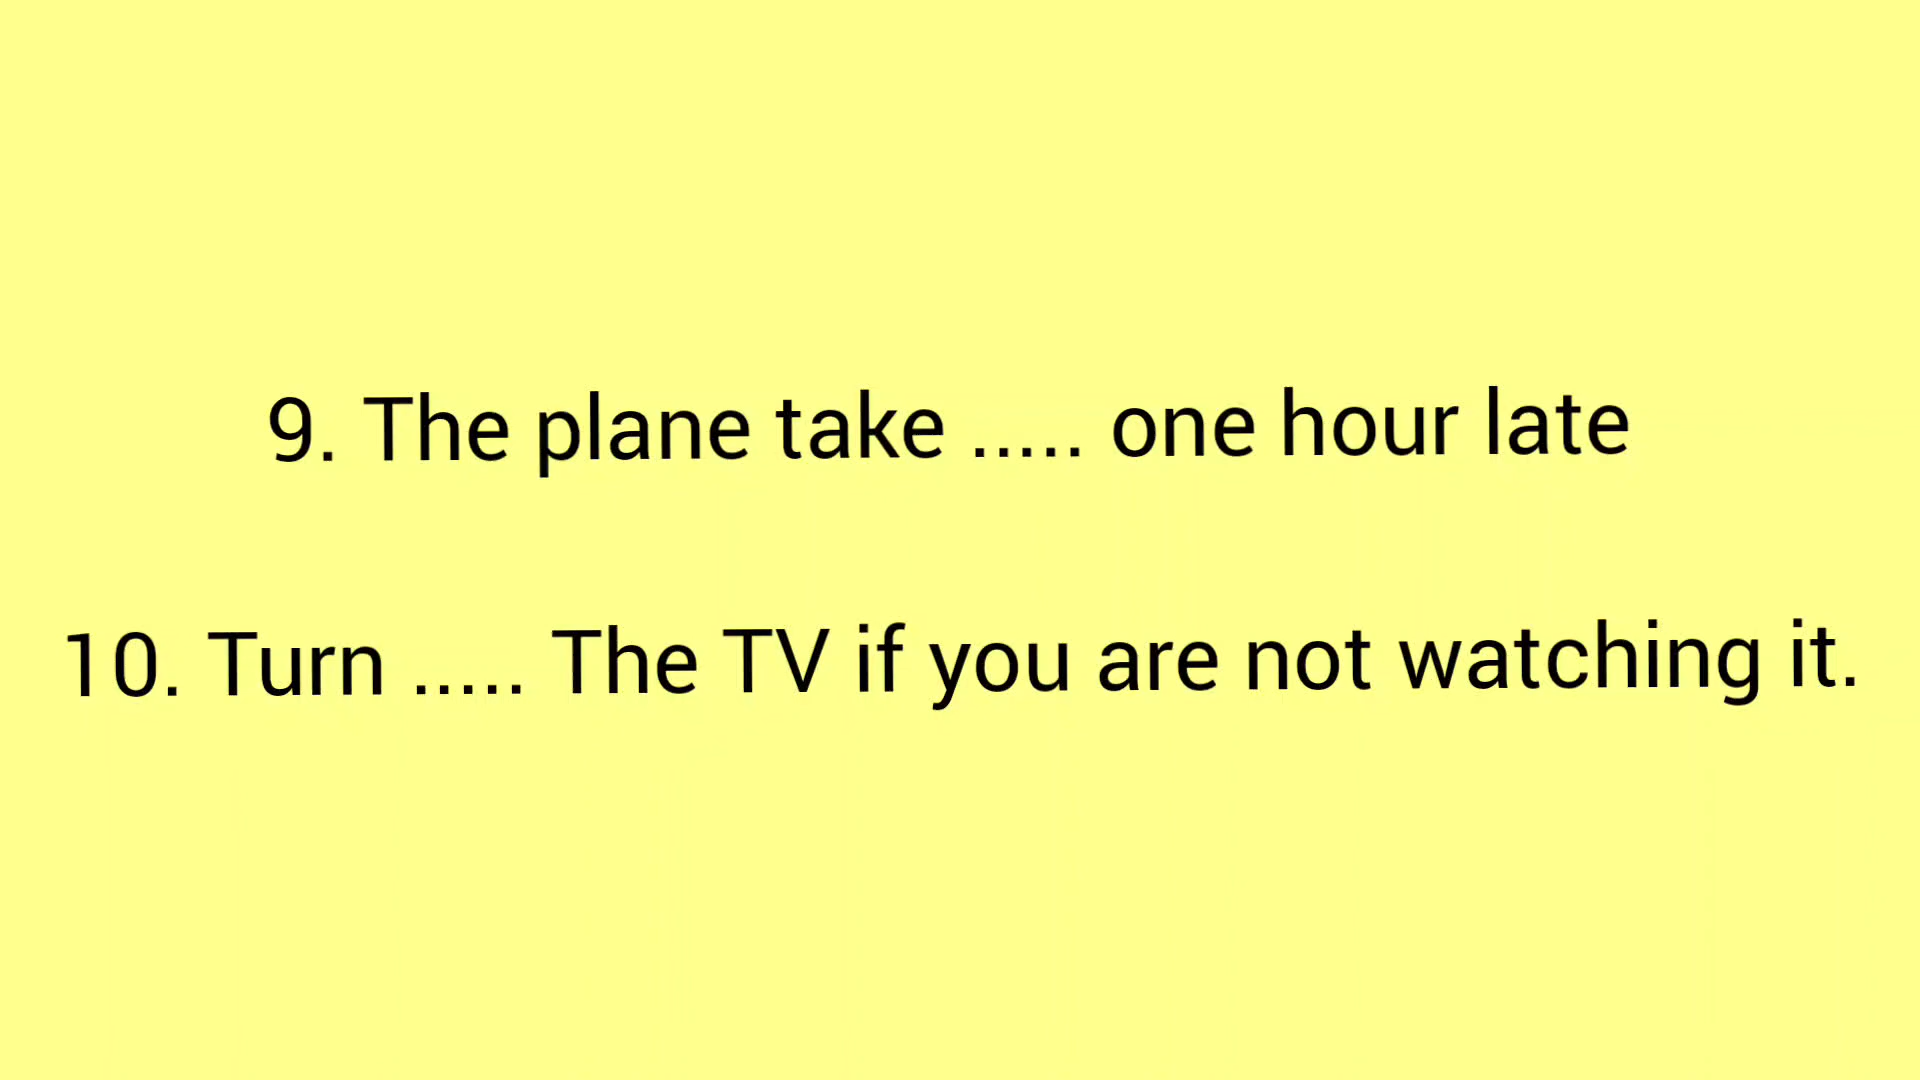 9. The plane take ..... one hour late
10. Turn ..... The TV if you are not watching it.